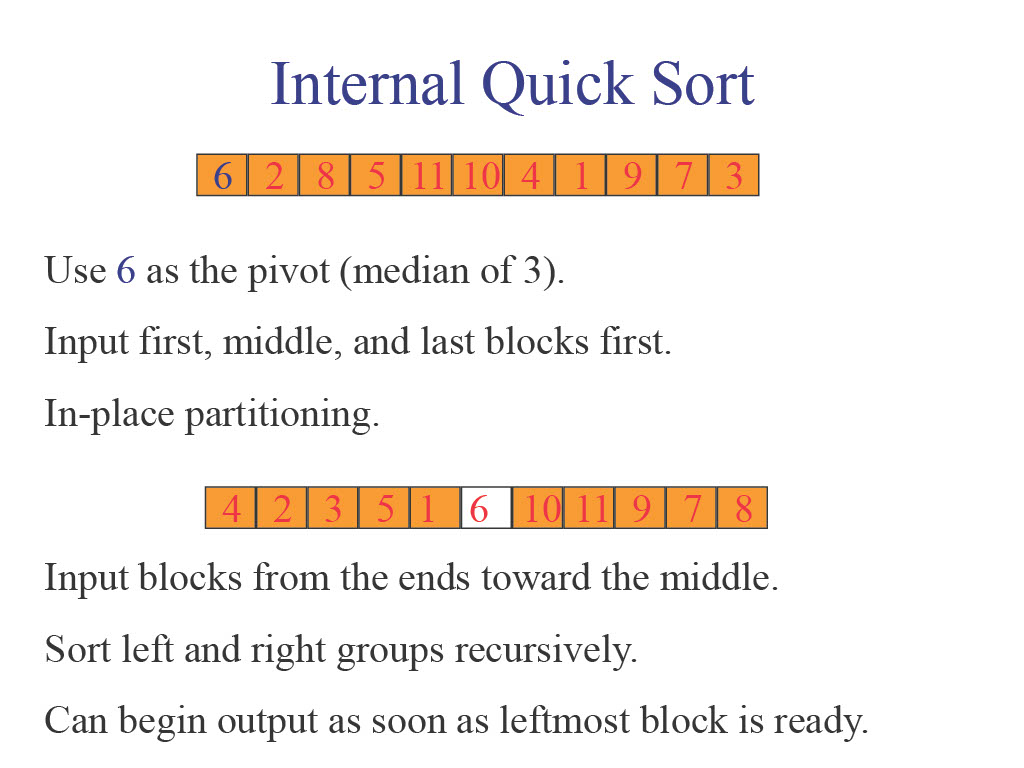 Internal Quick Sort
6 2 8 5 11 10 4 1 9 7 3
Use 6 as the pivot (median of 3).
Input first, middle, and last blocks first.
In-place partitioning.
4 2 3 5 1 6 10 11 9 7 8
Input blocks from the ends toward the middle.
Sort left and right groups recursively.
Can begin output as soon as leftmost block is ready.